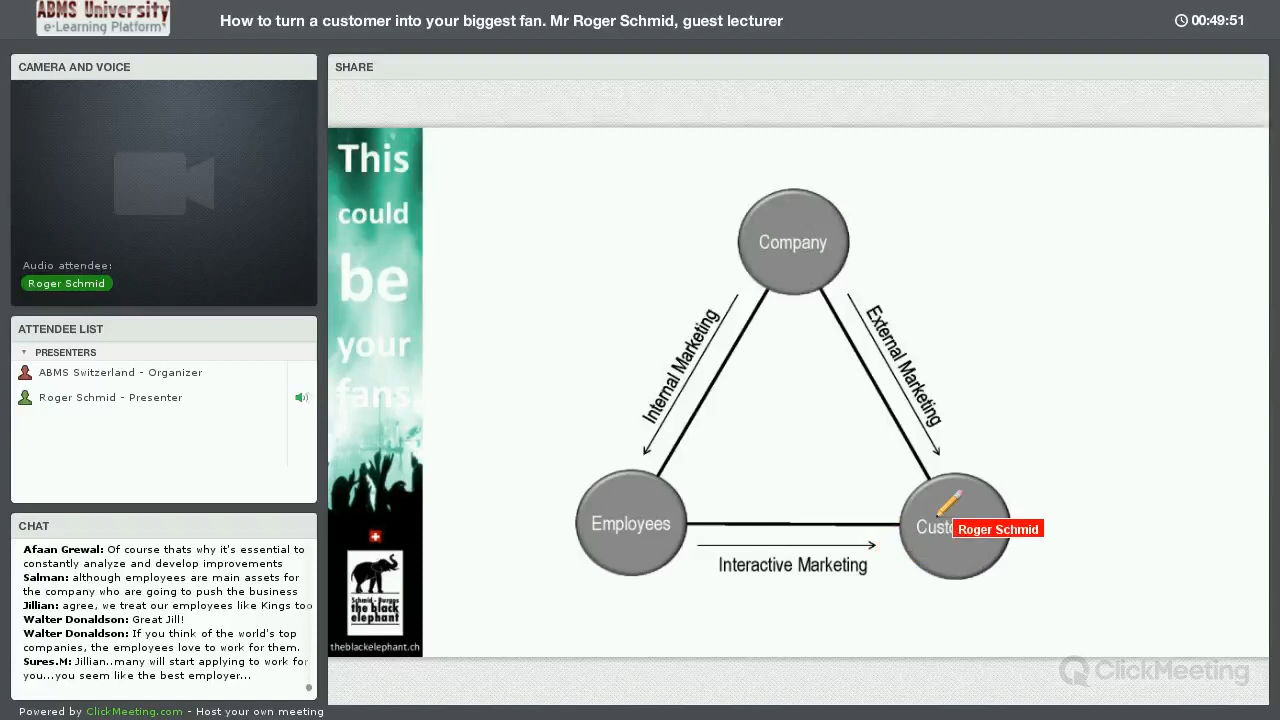 ABMS University
e-Learning Platform
How to turn a customer into your biggest fan. Mr Roger Schmid, guest lecturer
00:49:51
CAMERA AND VOICE
Audio attendee:
Roger Schmid
ATTENDEE LIST
PRESENTERS
ABMS Switzerland - Organizer
Roger Schmid - Presenter
CHAT
Afaan Grewal: Of course thats why it's essential to
constantly analyze and develop improvements
Salman: although employees are main assets for
the company who are going to push the business
Jillian: agree, we treat our employees like Kings too
Walter Donaldson: Great Jill!
Walter Donaldson: If you think of the world's top
companies, the employees love to work for them.
Sures.M: Jillian..many will start applying to work for
you...you seem like the best employer...
Powered by ClickMeeting.com - Host your own meeting
SHARE
This
could
be
your
fans
the black
elephant
theblackelephant.ch
Company
Internal Marketing
External Marketing
Employees
Custo
Roger Schmid
Interactive Marketing
ClickMeeting